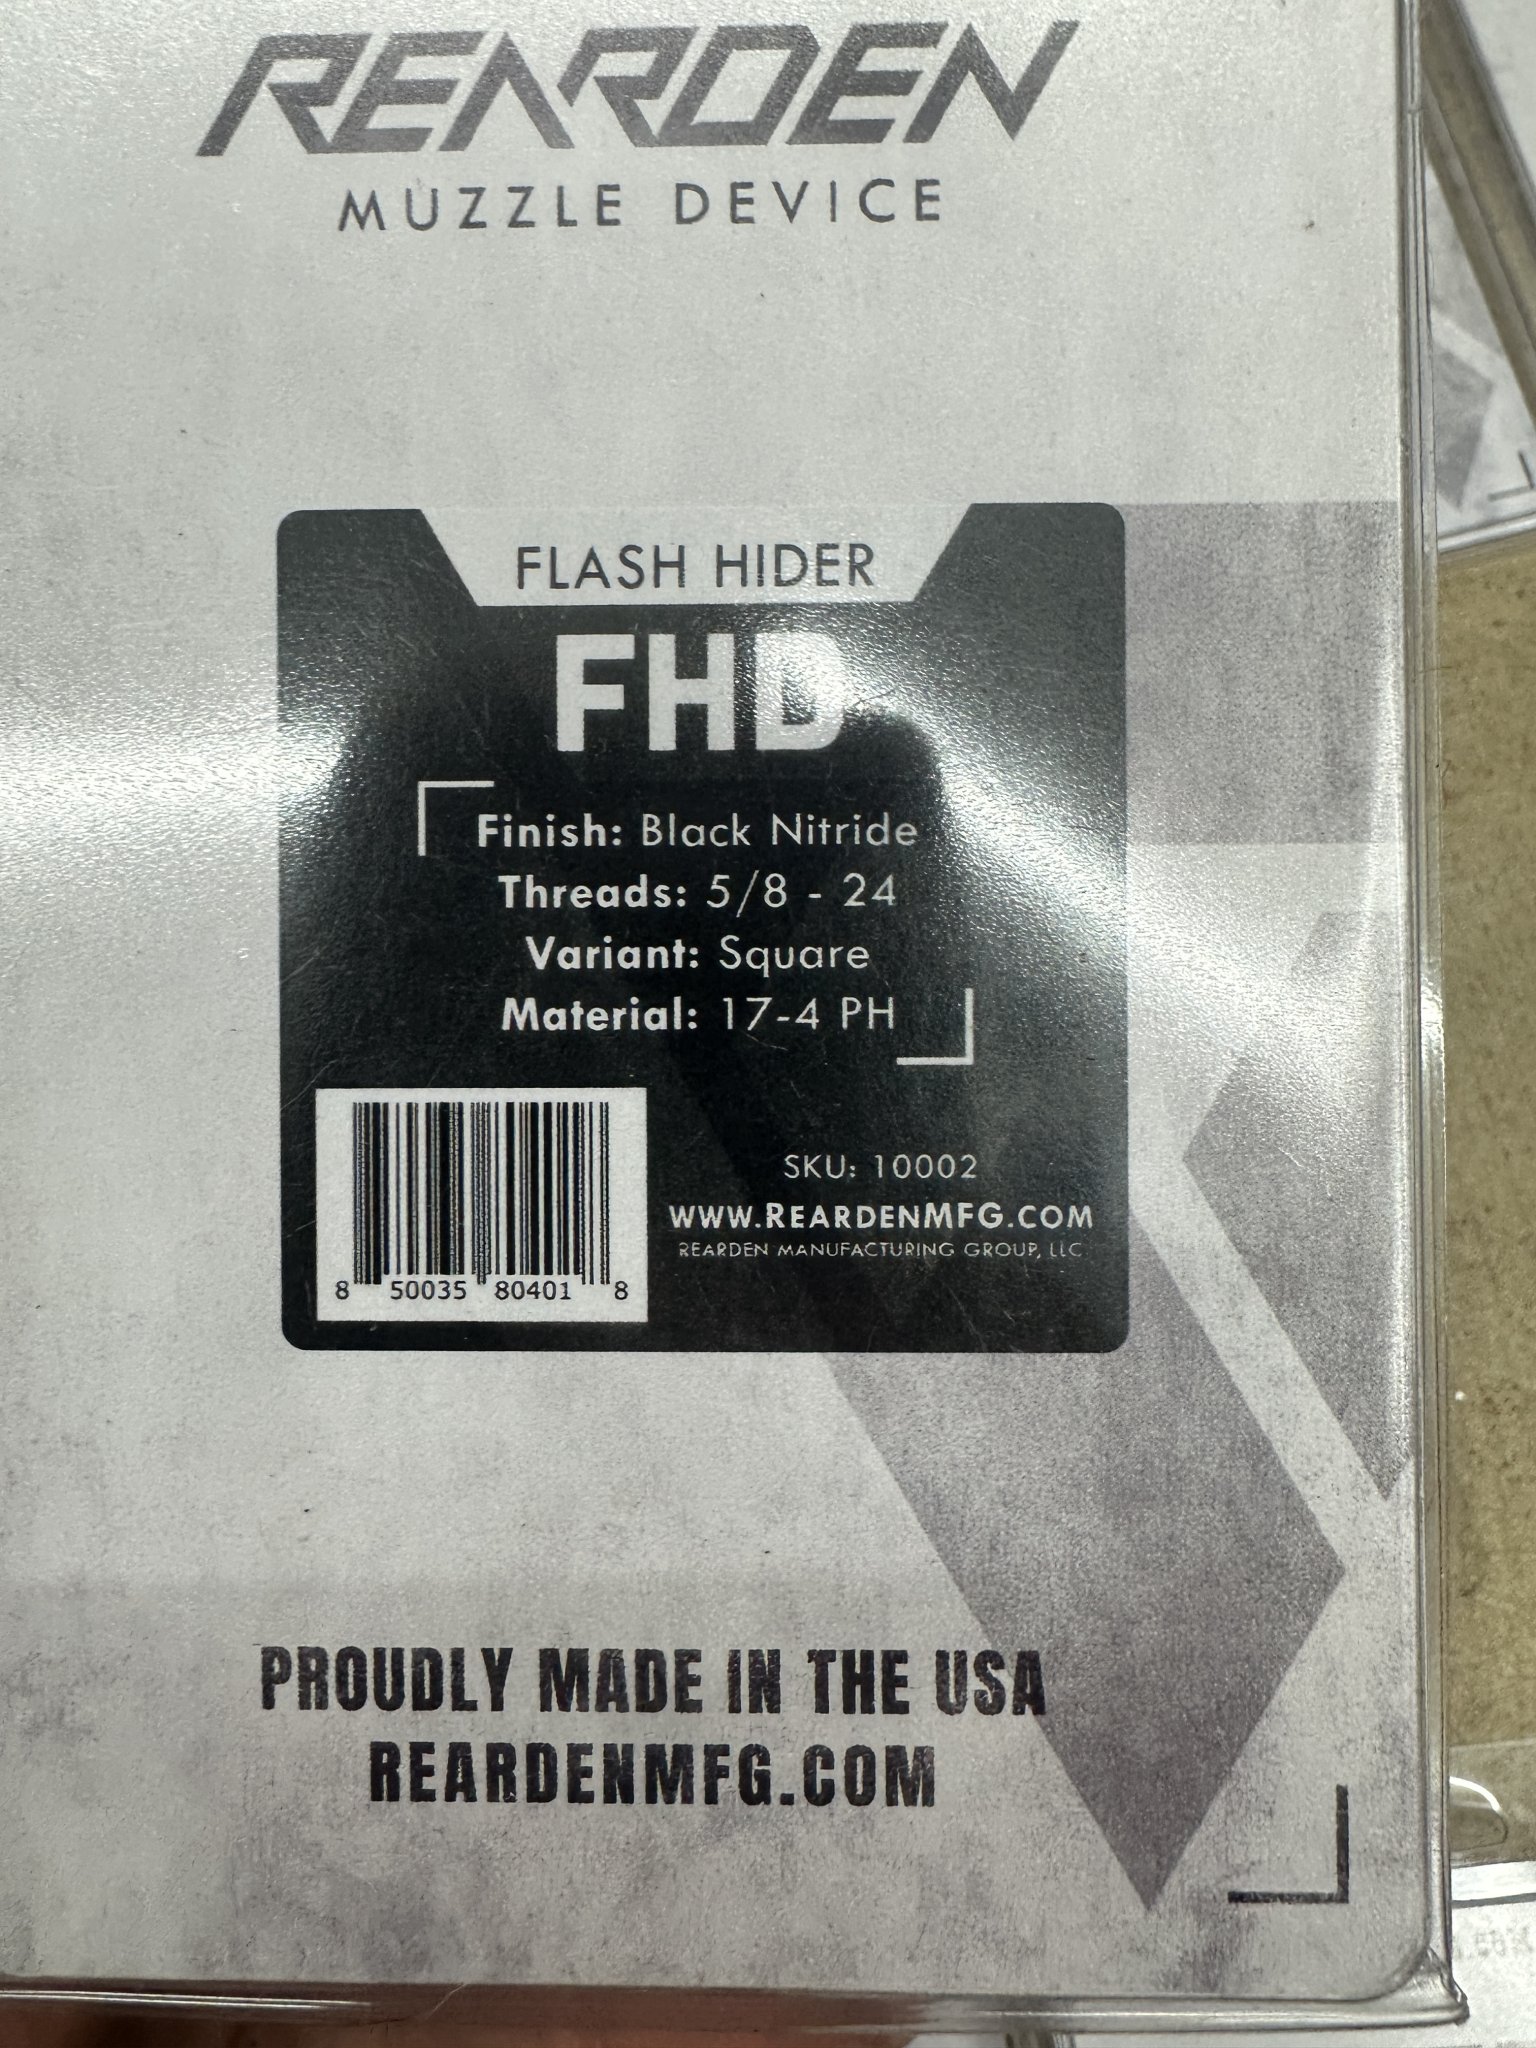 REARDEN
MUZZLE DEVICE
FLASH HIDER
FHD
Finish: Black Nitride
Threads: 5/8 - 24
Variant: Square
Material: 17-4 PH
SKU: 10002
WWW.REARDENMFG.COM
REARDEN MANUFACTURING GROUP, LLC
8 50035 80401 8
PROUDLY MADE IN THE USA
REARDENMFG.COM